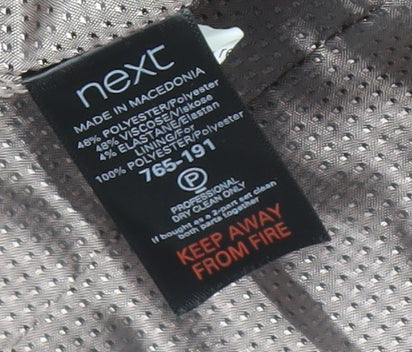 next
MADE IN MACEDONIA
48% POLYESTER/Polyester
48% VISCOSE/Viskose
4% ELASTANE/Elastan
LINING/For
100% POLYESTER/Polyester
765-191
P
PROFESSIONAL
DRY CLEAN ONLY
If bought as a 2-part set clean
both parts together
KEEP AWAY
FROM FIRE